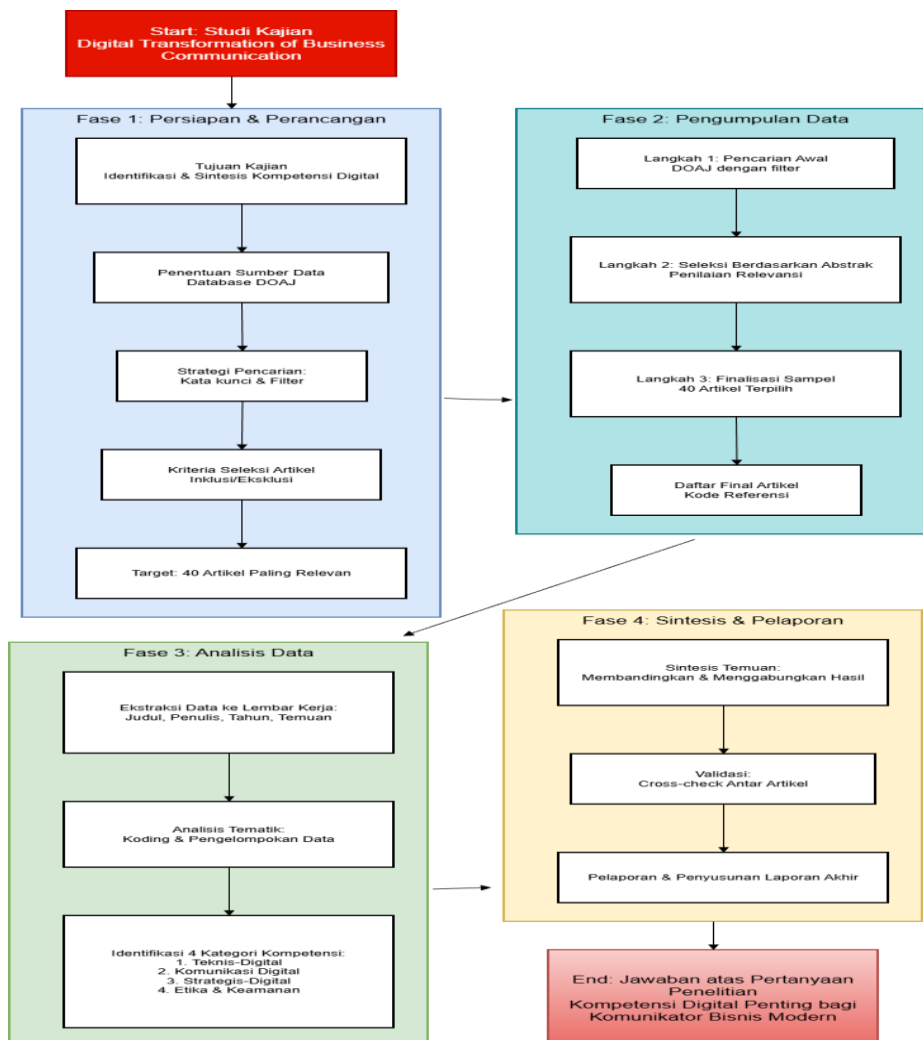 Start: Studi Kajian
Digital Transformation of Business
Communication
Fase 1: Persiapan & Perancangan
Tujuan Kajian
Identifikasi & Sintesis Kompetensi Digital
Penentuan Sumber Data
Database DOAJ
Strategi Pencarian:
Kata kunci & Filter
Kriteria Seleksi Artikel
Inklusi/Eksklusi
Target: 40 Artikel Paling Relevan
Fase 2: Pengumpulan Data
Langkah 1: Pencarian Awal
DOAJ dengan filter
Langkah 2: Seleksi Berdasarkan Abstrak
Penilaian Relevansi
Langkah 3: Finalisasi Sampel
40 Artikel Terpilih
Daftar Final Artikel
Kode Referensi
Fase 3: Analisis Data
Ekstraksi Data ke Lembar Kerja:
Judul, Penulis, Tahun, Temuan
Analisis Tematik:
Koding & Pengelompokan Data
Identifikasi 4 Kategori Kompetensi:
1. Teknis-Digital
2. Komunikasi Digital
3. Strategis-Digital
4. Etika & Keamanan
Fase 4: Sintesis & Pelaporan
Sintesis Temuan:
Membandingkan & Menggabungkan Hasil
Validasi:
Cross-check Antar Artikel
Pelaporan & Penyusunan Laporan Akhir
End: Jawaban atas Pertanyaan
Penelitian
Kompetensi Digital Penting bagi
Komunikator Bisnis Modern